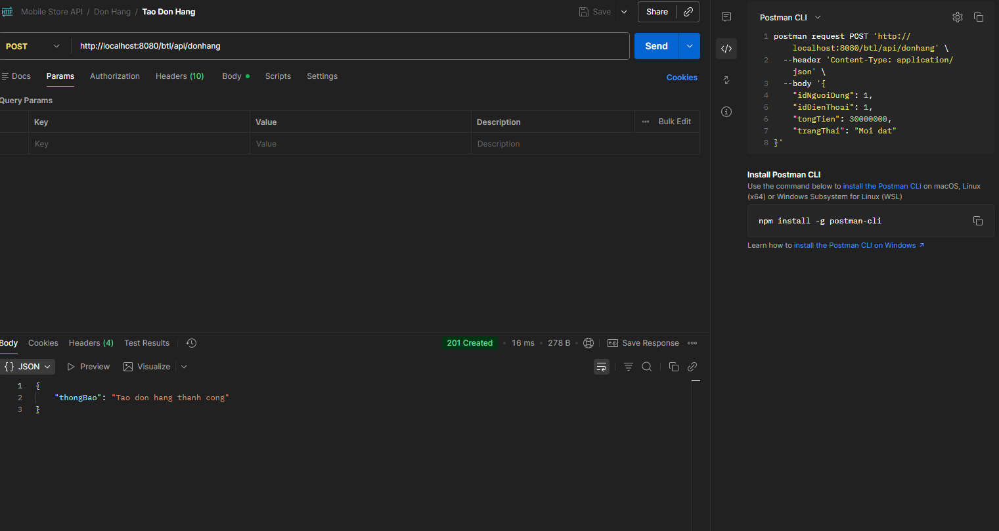 HTTP Mobile Store API / Don Hang / Tao Don Hang
Save
Share
POST
http://localhost:8080/btl/api/donhang
Send
Docs Params Authorization Headers (10) Body Scripts Settings
Cookies
Query Params
Key Value Description ••• Bulk Edit
Key Value Description
Body Cookies Headers (4) Test Results
201 Created • 16 ms • 278 B • e.g. Save Response •••
{} JSON Preview Visualize
1 {
2 "thongBao": "Tao don hang thanh cong"
3 }
Postman CLI
1 postman request POST 'http://
localhost:8080/btl/api/donhang' \
2 --header 'Content-Type: application/
json' \
3 --body '{
4 "idNguoiDung": 1,
5 "idDienThoai": 1,
6 "tongTien": 30000000,
7 "trangThai": "Moi dat"
8 }'
Install Postman CLI
Use the command below to install the Postman CLI on macOS, Linux
(x64) or Windows Subsystem for Linux (WSL)
npm install -g postman-cli
Learn how to install the Postman CLI on Windows ↗